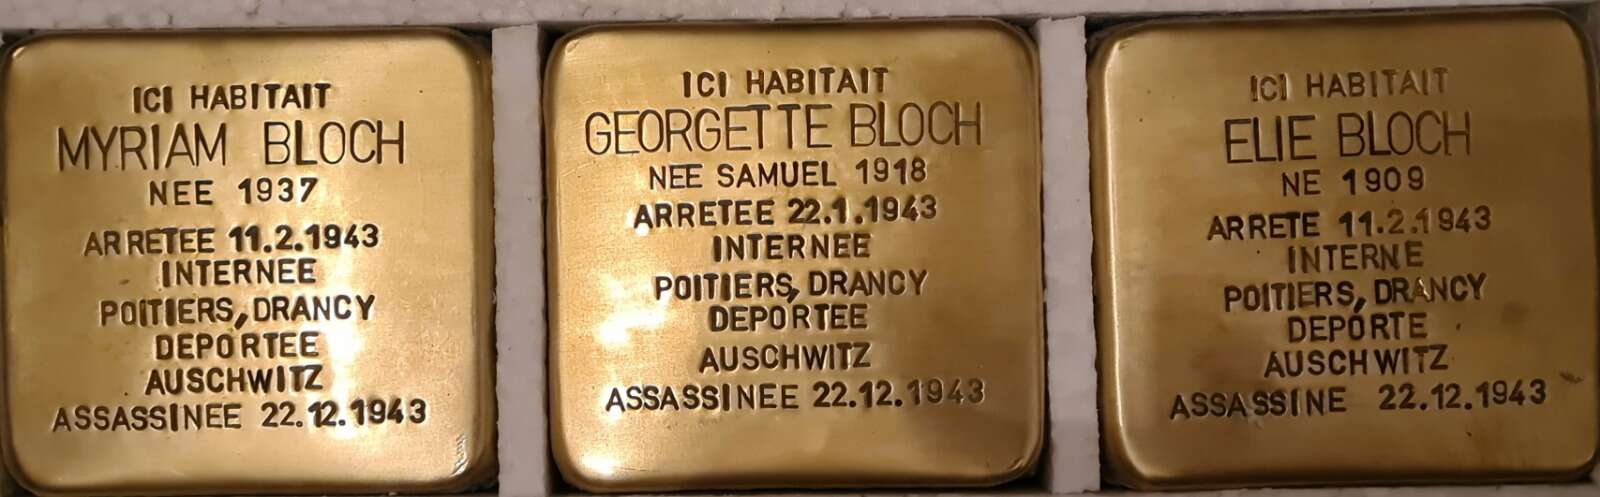 ICI HABITAIT
MYRIAM BLOCH
NEE 1937
ARRETEE 11.2.1943
INTERNEE
POITIERS, DRANCY
DEPORTEE
AUSCHWITZ
ASSASSINEE 22.12.1943
ICI HABITAIT
GEORGETTE BLOCH
NEE SAMUEL 1918
ARRETEE 22.1.1943
INTERNEE
POITIERS, DRANCY
DEPORTEE
AUSCHWITZ
ASSASSINEE 22.12.1943
ICI HABITAIT
ELIE BLOCH
NE 1909
ARRETE 11.2.1943
INTERNE
POITIERS, DRANCY
DEPORTE
AUSCHWITZ
ASSASSINE 22.12.1943